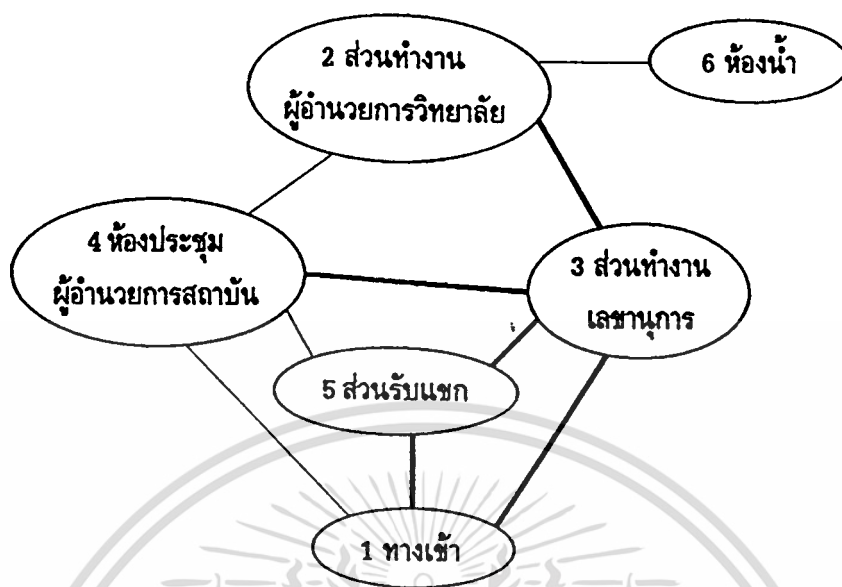 2 ส่วนทำงาน
ผู้อำนวยการวิทยาลัย
6 ห้องน้ำ
4 ห้องประชุม
ผู้อำนวยการสถาบัน
3 ส่วนทำงาน
เลขานุการ
5 ส่วนรับแขก
1 ทางเข้า